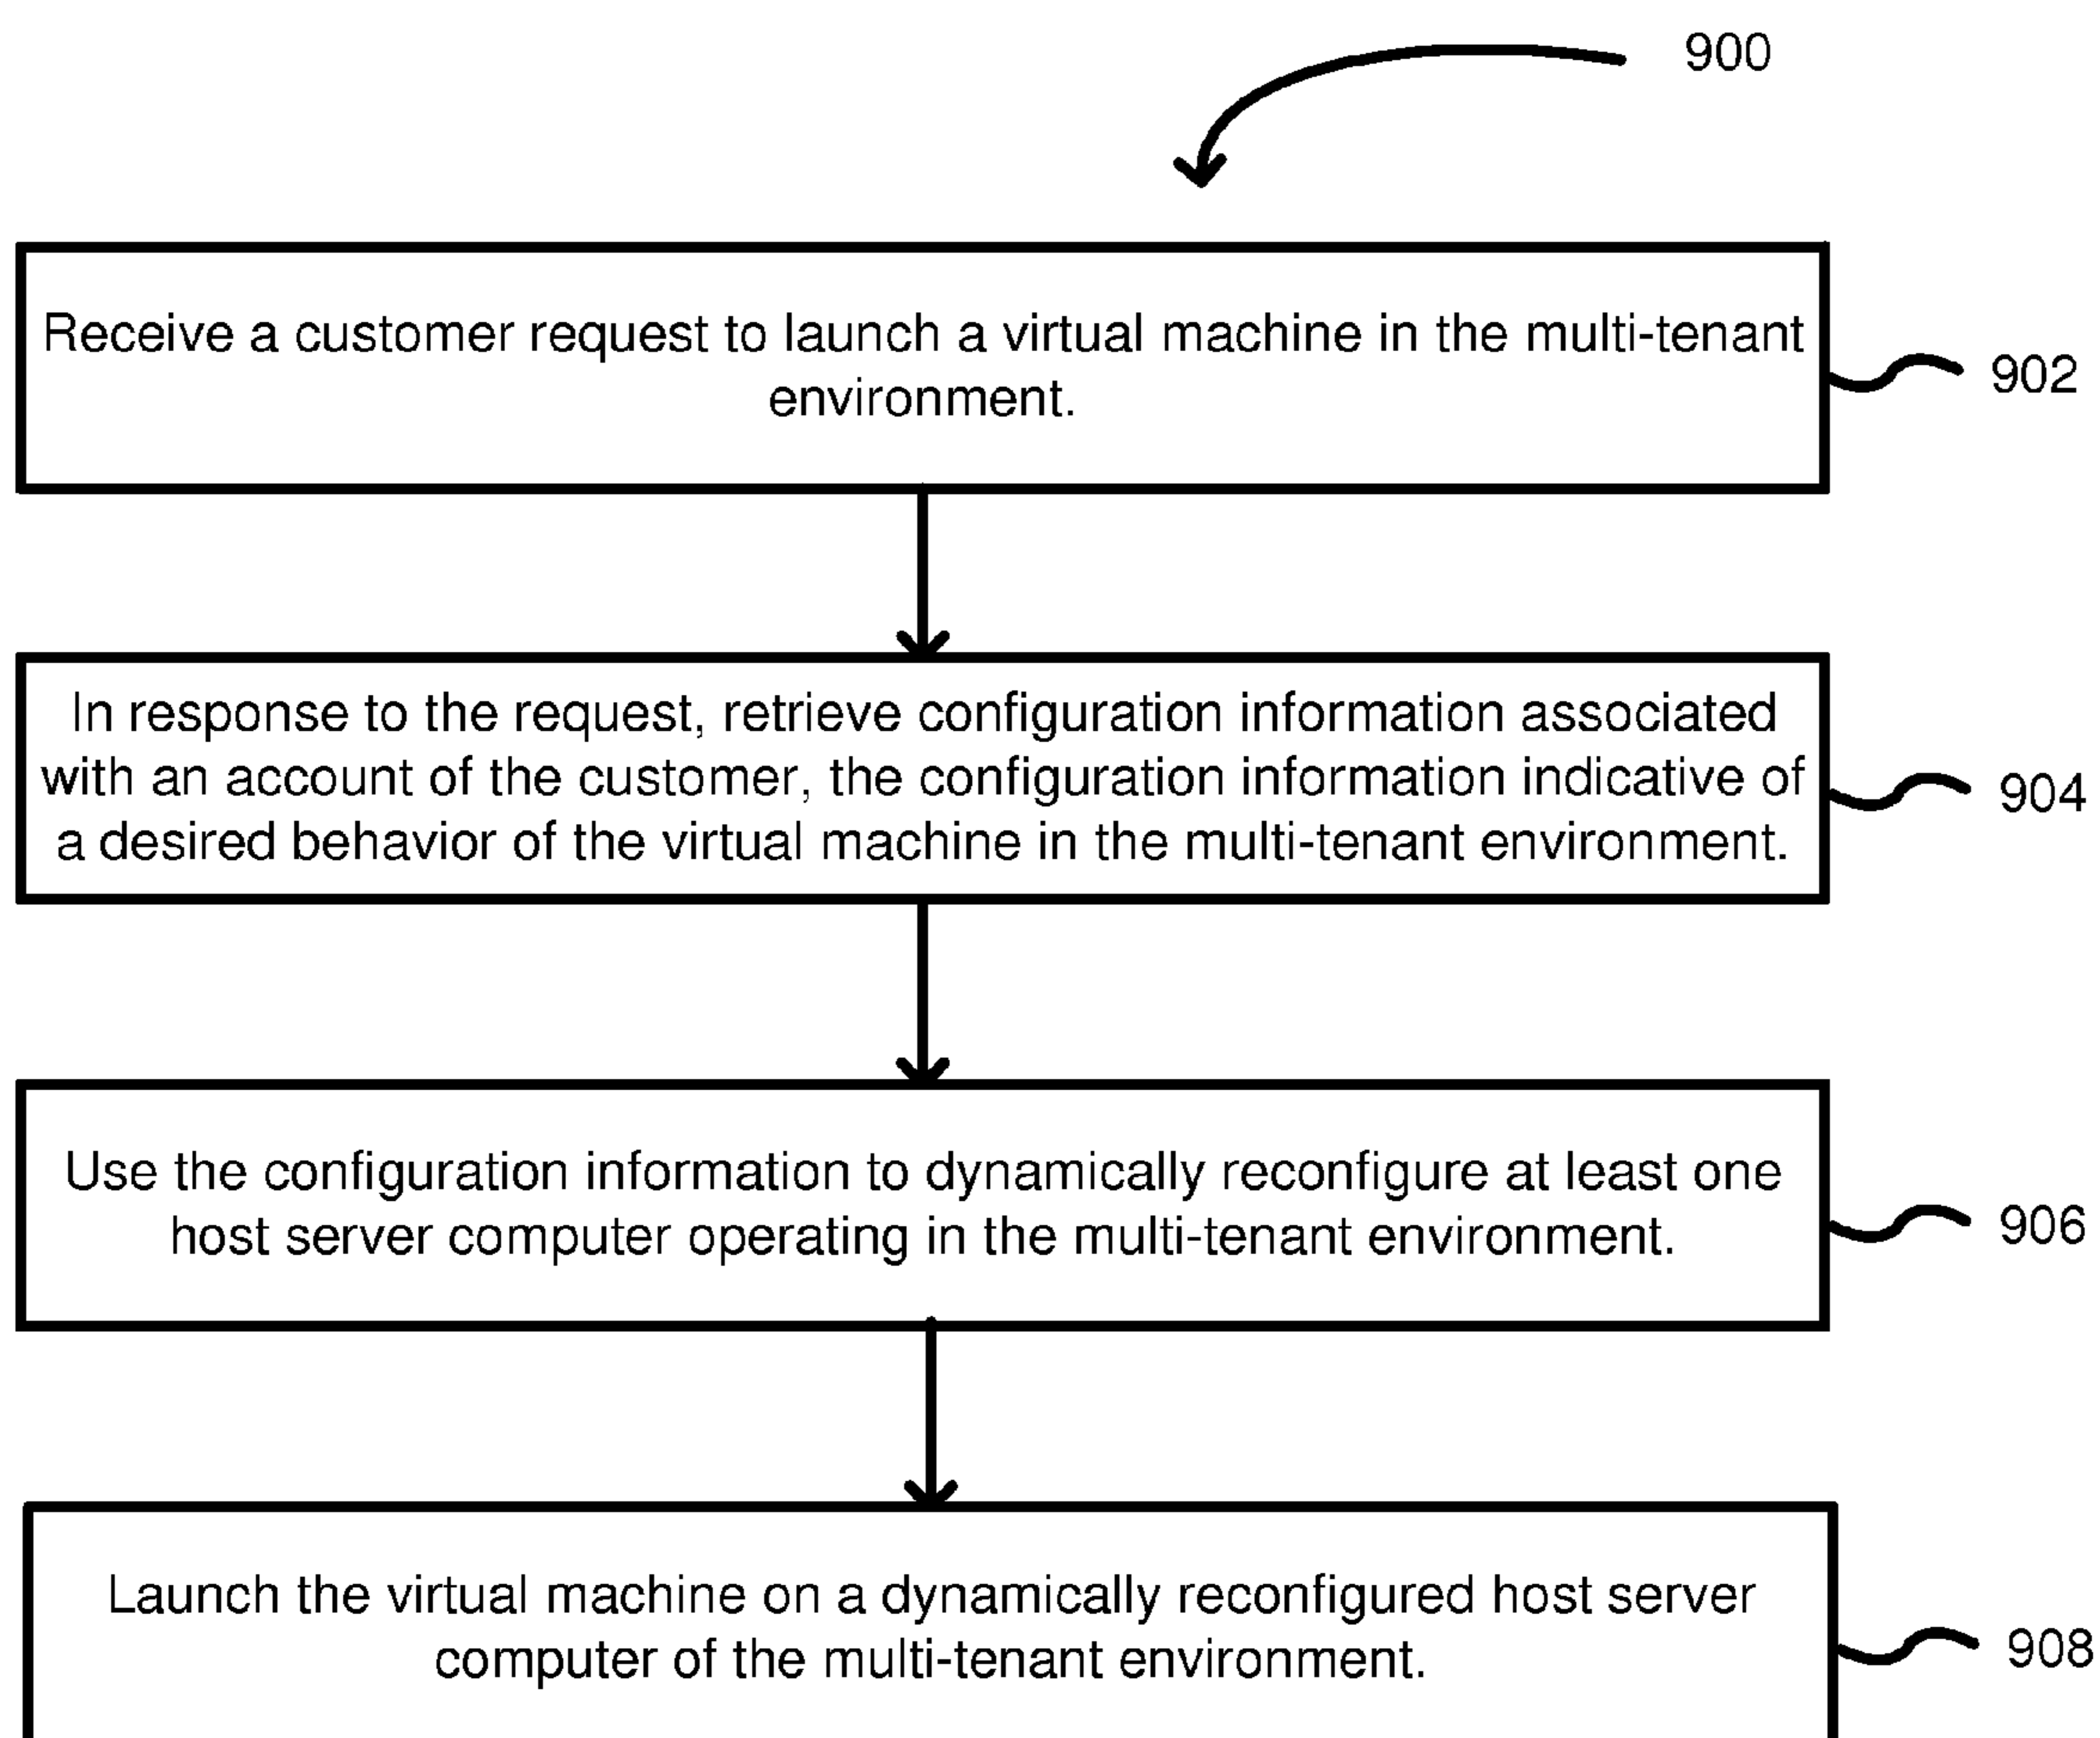 900
Receive a customer request to launch a virtual machine in the multi-tenant
environment.
902
In response to the request, retrieve configuration information associated
with an account of the customer, the configuration information indicative of
a desired behavior of the virtual machine in the multi-tenant environment.
904
Use the configuration information to dynamically reconfigure at least one
host server computer operating in the multi-tenant environment.
906
Launch the virtual machine on a dynamically reconfigured host server
computer of the multi-tenant environment.
908